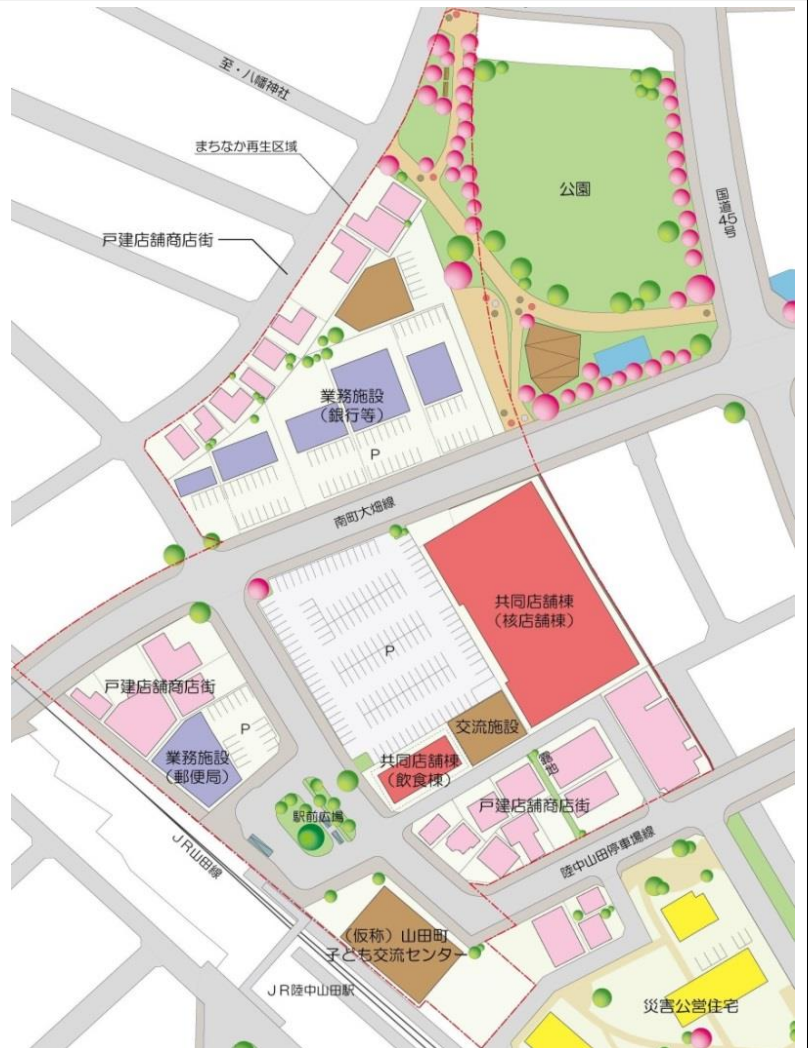 至・八幡神社
まちなか再生区域
公園
国道45号
戸建店舗商店街
業務施設
（銀行等）
P
南町大畑線
共同店舗棟
（核店舗棟）
P
戸建店舗商店街
P
業務施設
（郵便局）
交流施設
共同店舗棟
（飲食棟）
露地
戸建店舗商店街
駅前広場
JR山田線
陸中山田停車場線
（仮称）山田町
子ども交流センター
JR陸中山田駅
災害公営住宅